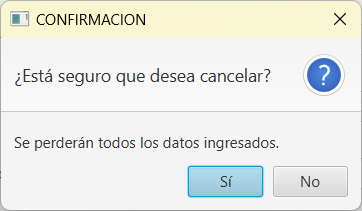 CONFIRMACION
¿Está seguro que desea cancelar?
Se perderán todos los datos ingresados.
Sí
No